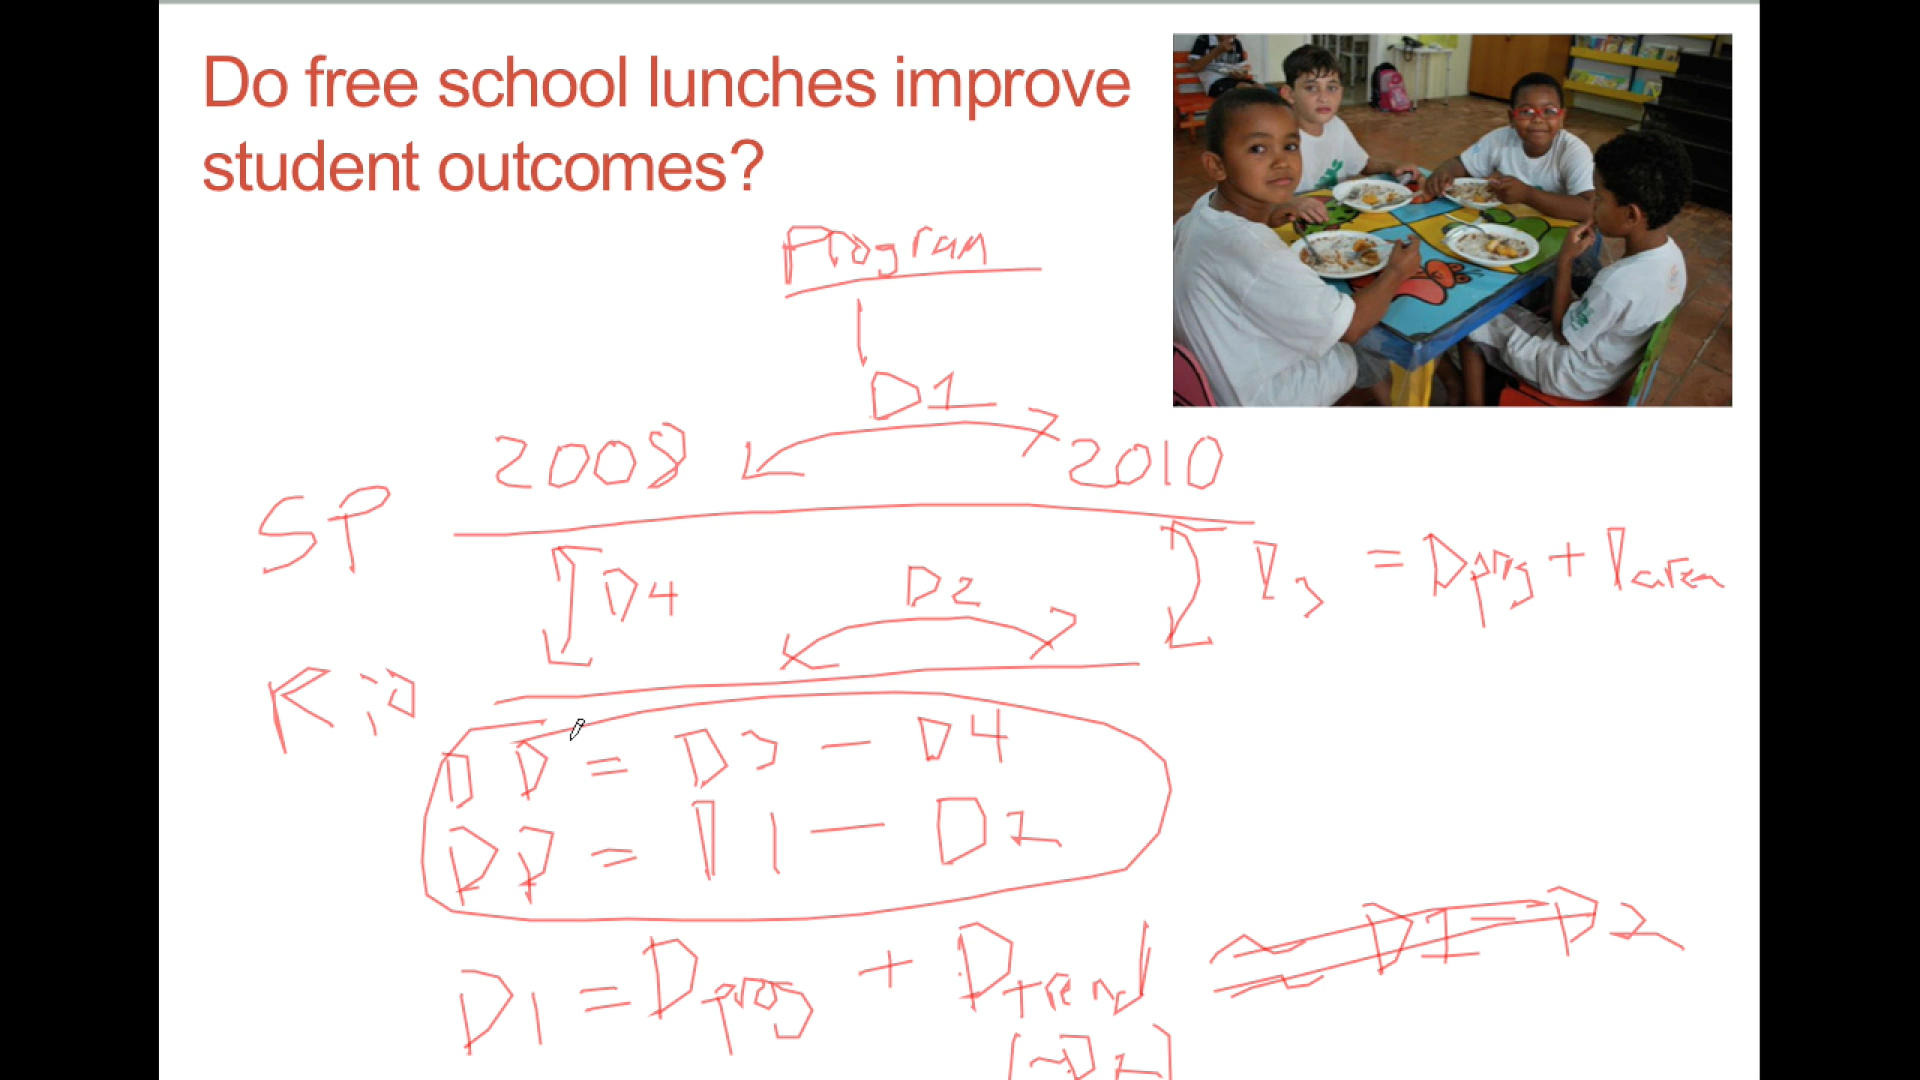 Do free school lunches improve
student outcomes?
Program
D1
2008 2010
SP
D4 D2 D3 = Dprog + Darea
Rio
DD = D3 - D4
DD = D1 - D2
D1 - D2
D1 = Dprog + Dtrend
[~D2]